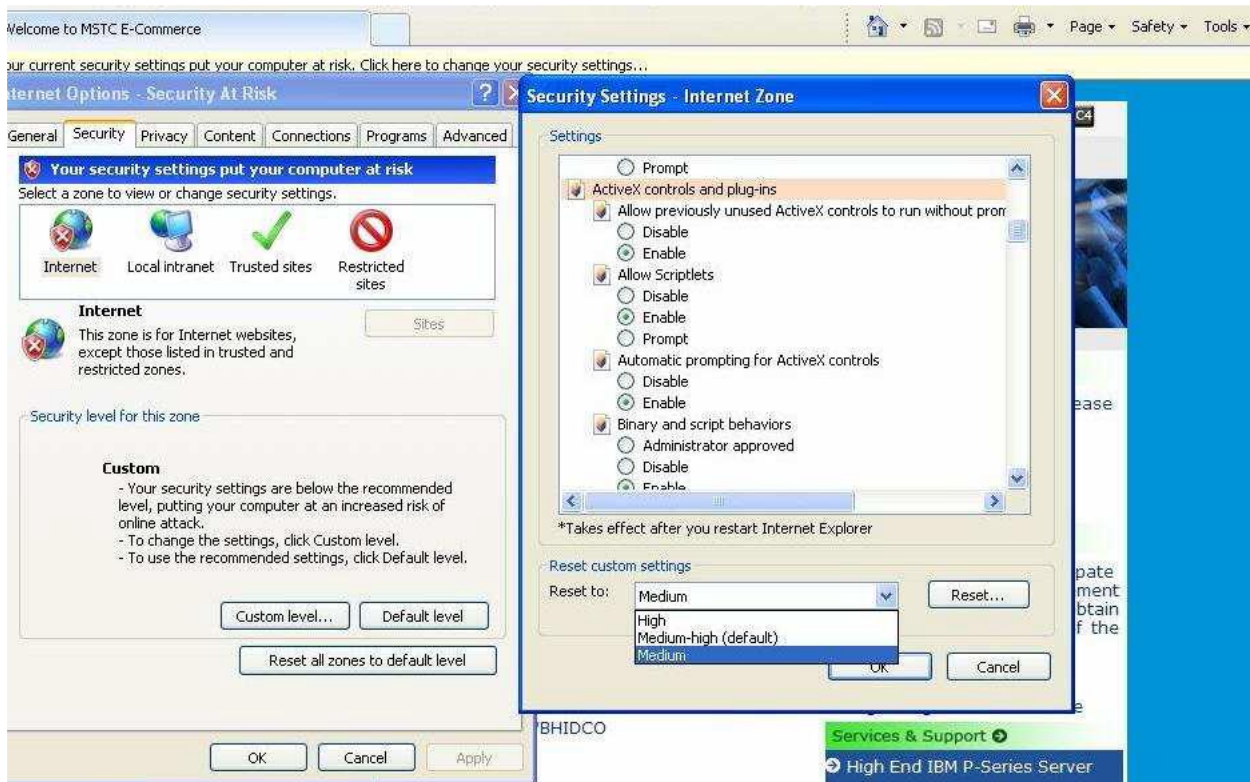 Welcome to MSTC E-Commerce
Page
Safety
Tools
our current security settings put your computer at risk. Click here to change your security settings...
Internet Options - Security At Risk
General Security Privacy Content Connections Programs Advanced
Your security settings put your computer at risk
Select a zone to view or change security settings.
Internet
Local intranet
Trusted sites
Restricted
sites
Internet
This zone is for Internet websites,
except those listed in trusted and
restricted zones.
Sites
Security level for this zone
Custom
- Your security settings are below the recommended
level, putting your computer at an increased risk of
online attack.
- To change the settings, click Custom level.
- To use the recommended settings, click Default level.
Custom level...
Default level
Reset all zones to default level
OK
Cancel
Apply
Security Settings - Internet Zone
Settings
Prompt
ActiveX controls and plug-ins
Allow previously unused ActiveX controls to run without prom
Disable
Enable
Allow Scriptlets
Disable
Enable
Prompt
Automatic prompting for ActiveX controls
Disable
Enable
Binary and script behaviors
Administrator approved
Disable
Enable
*Takes effect after you restart Internet Explorer
Reset custom settings
Reset to:
Medium
Reset...
High
Medium-high (default)
Medium
OK
Cancel
C4
ease
pate
ment
btain
f the
e
BHIDCO
Services & Support
High End IBM P-Series Server